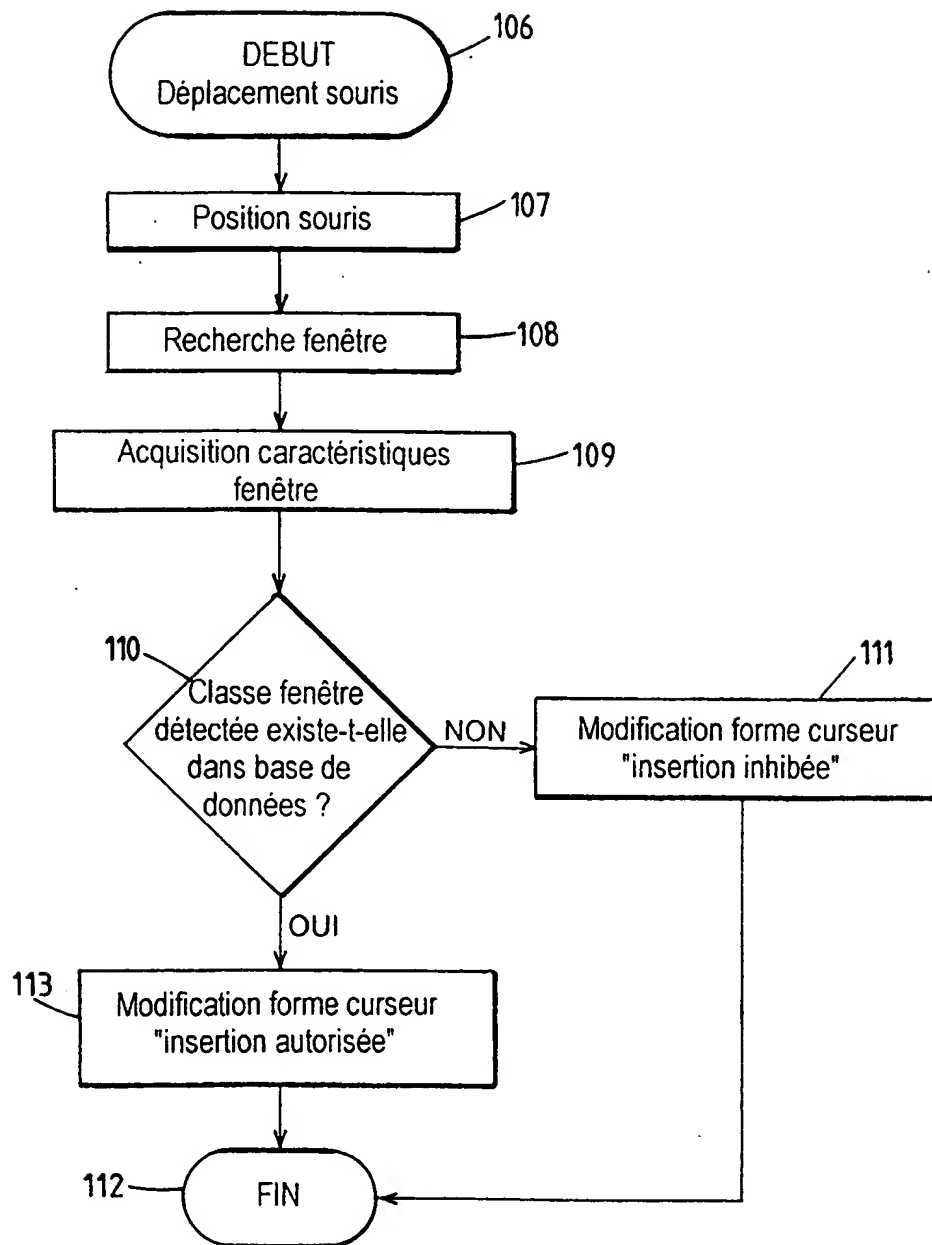 DEBUT
Déplacement souris
106
Position souris
107
Recherche fenêtre
108
Acquisition caractéristiques
fenêtre
109
110
Classe fenêtre
détectée existe-t-elle
dans base de
données ?
NON
111
Modification forme curseur
"insertion inhibée"
OUI
113
Modification forme curseur
"insertion autorisée"
112
FIN